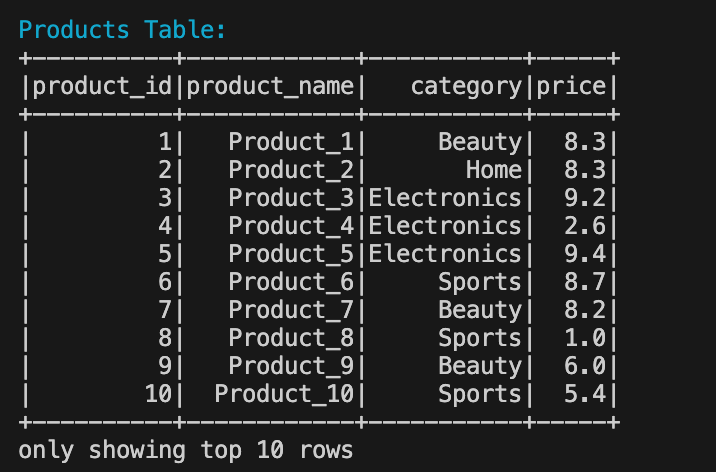 Products Table:
+----------+------------+-----------+-----+
|product_id|product_name|   category|price|
+----------+------------+-----------+-----+
|         1|   Product_1|     Beauty|  8.3|
|         2|   Product_2|       Home|  8.3|
|         3|   Product_3|Electronics|  9.2|
|         4|   Product_4|Electronics|  2.6|
|         5|   Product_5|Electronics|  9.4|
|         6|   Product_6|     Sports|  8.7|
|         7|   Product_7|     Beauty|  8.2|
|         8|   Product_8|     Sports|  1.0|
|         9|   Product_9|     Beauty|  6.0|
|        10|  Product_10|     Sports|  5.4|
+----------+------------+-----------+-----+
only showing top 10 rows